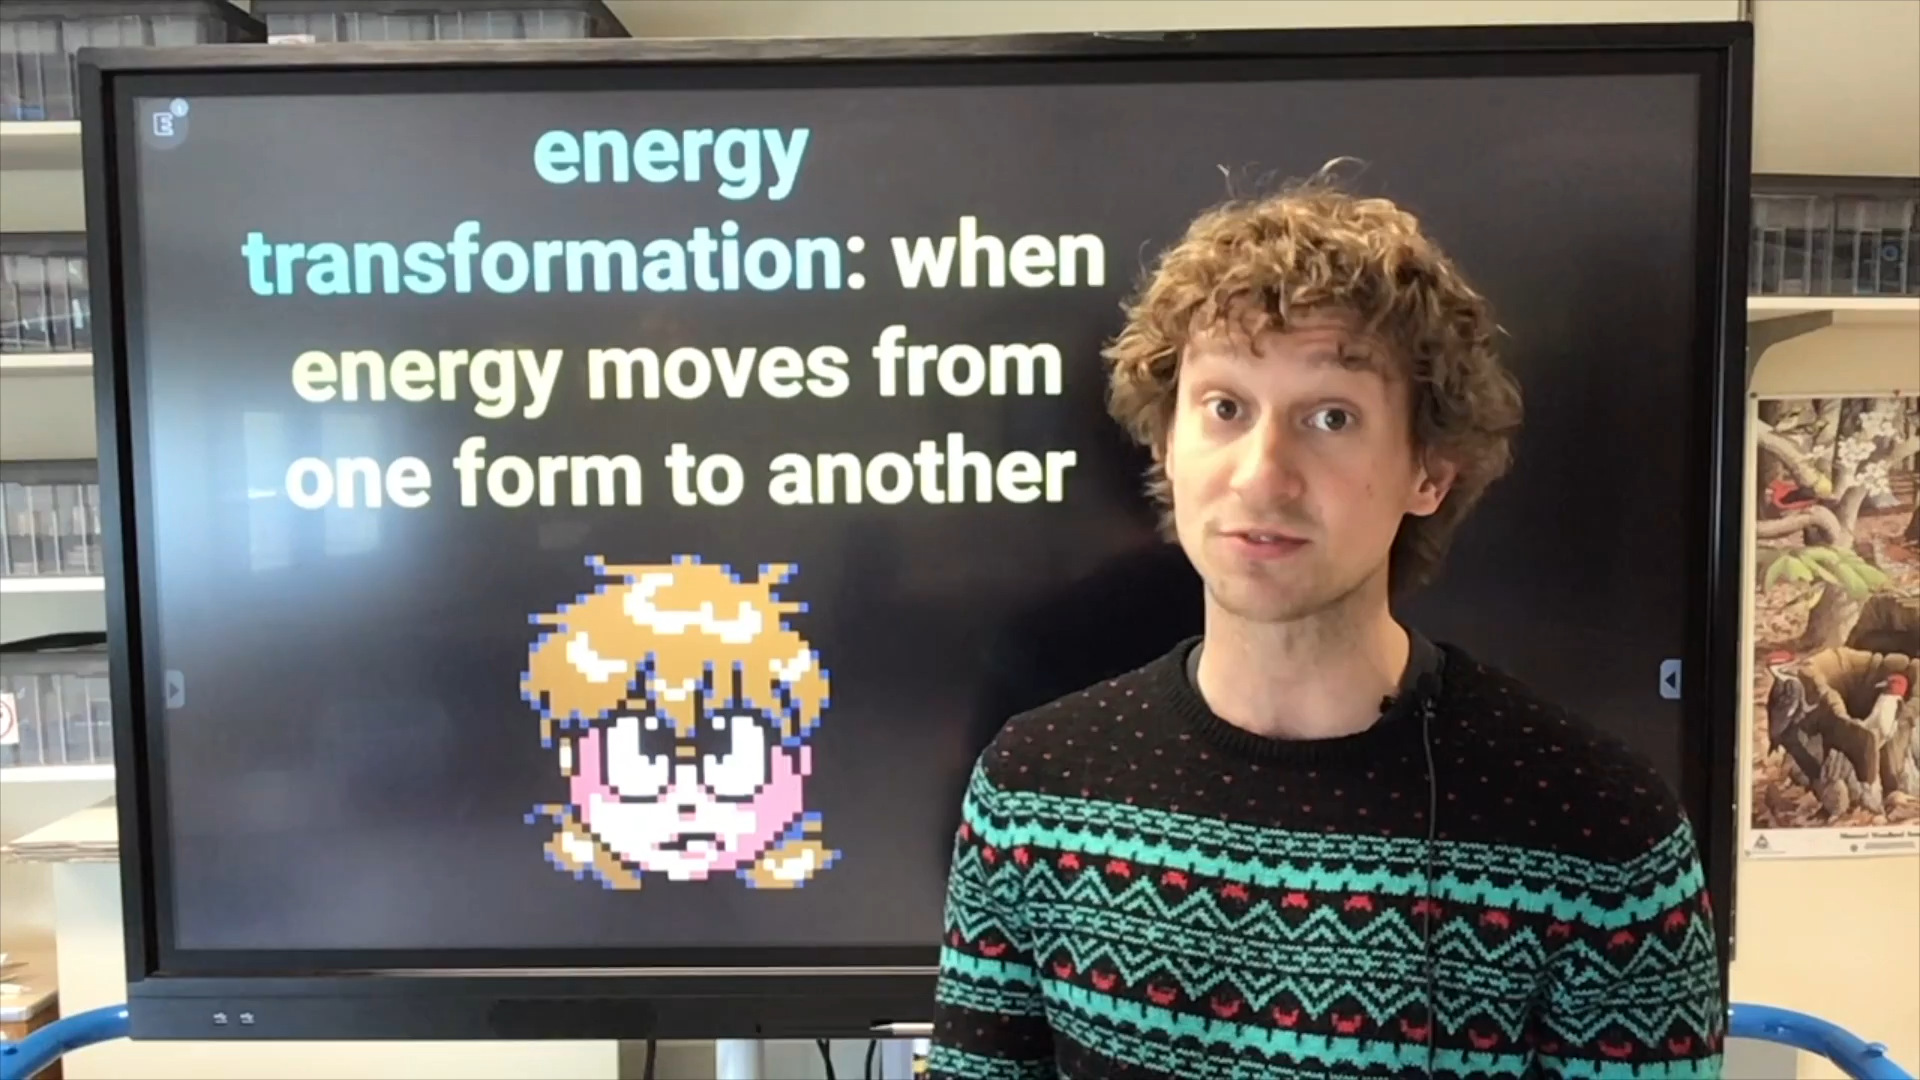 energy
transformation: when
energy moves from
one form to another
E